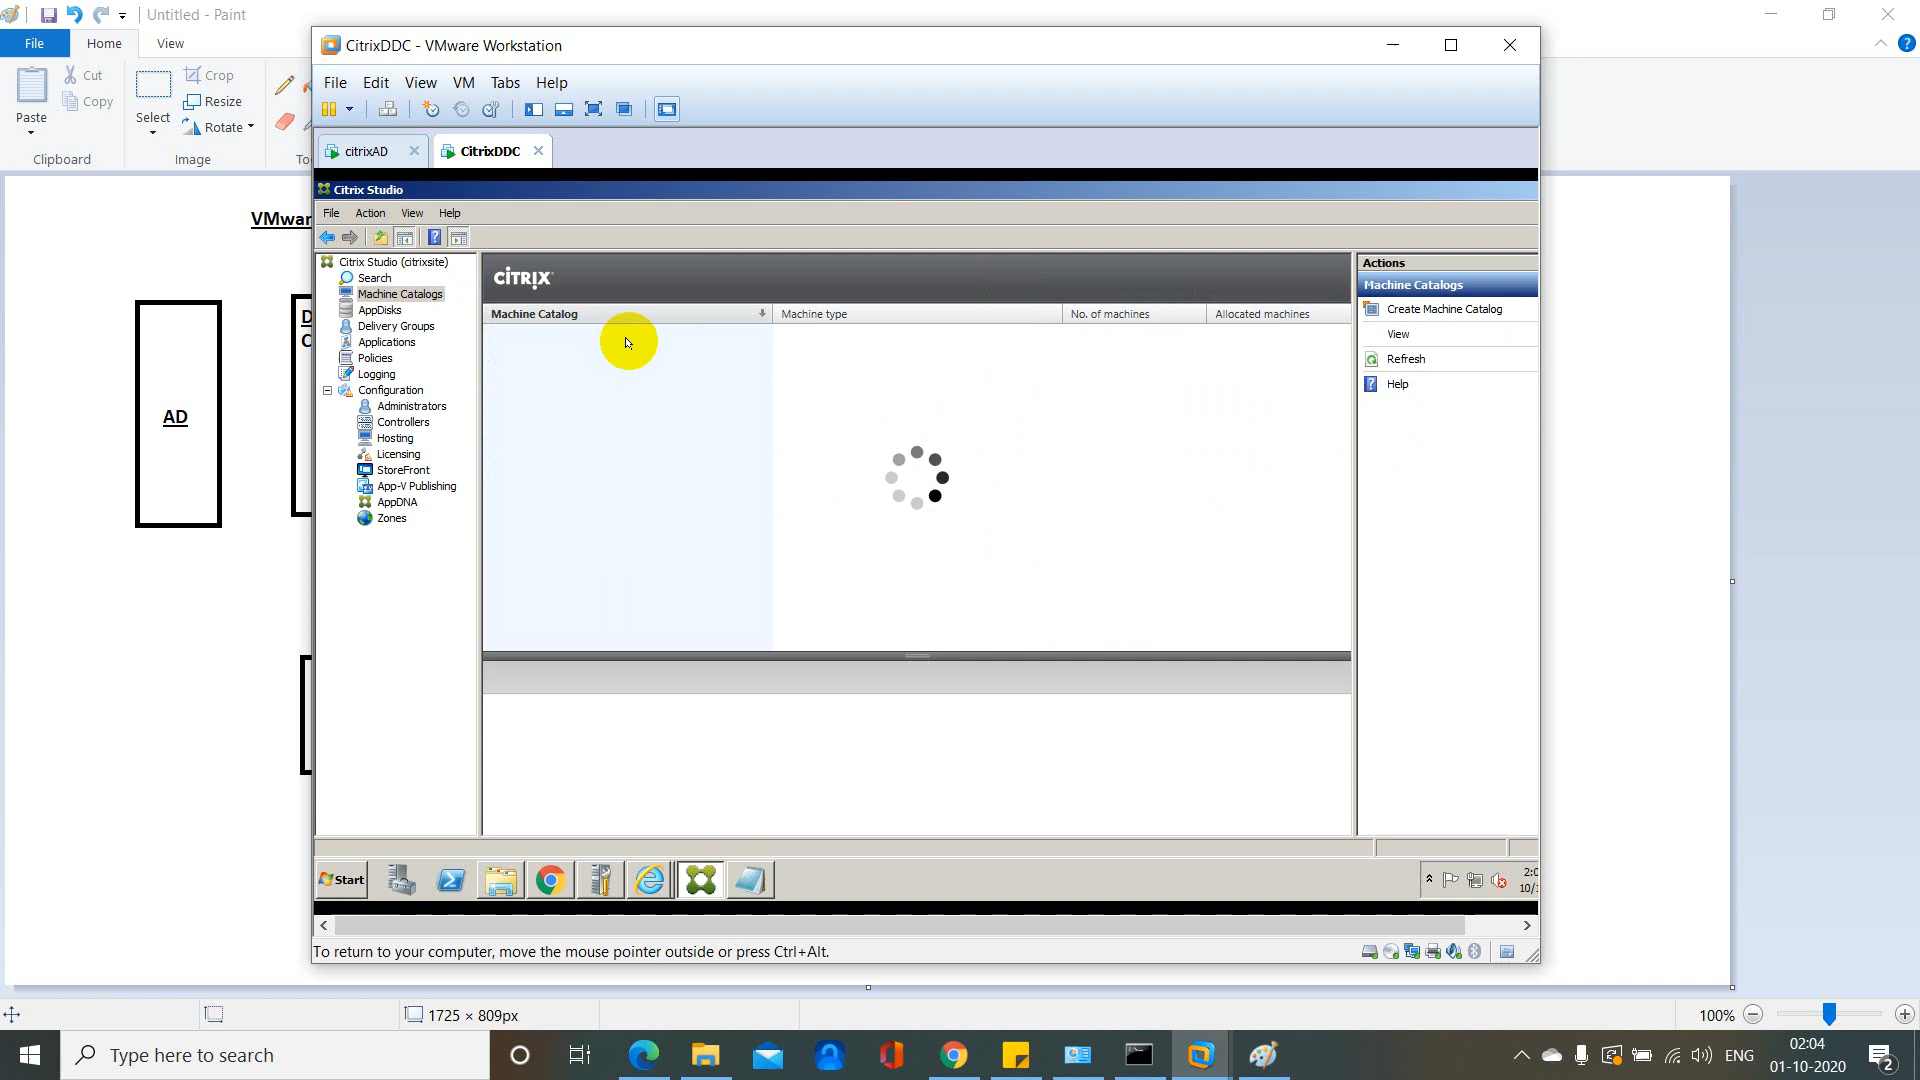 Untitled - Paint
File
Home
View
Paste
Cut
Copy
Clipboard
Select
Crop
Resize
Rotate
Image
CitrixDDC - VMware Workstation
File Edit View VM Tabs Help
citrixAD
CitrixDDC
Citrix Studio
File Action View Help
Citrix Studio (citrixsite)
Search
Machine Catalogs
AppDisks
Delivery Groups
Applications
Policies
Logging
Configuration
Administrators
Controllers
Hosting
Licensing
StoreFront
App-V Publishing
AppDNA
Zones
CİTRIX
Machine Catalog
Machine type
No. of machines
Allocated machines
Actions
Machine Catalogs
Create Machine Catalog
View
Refresh
Help
AD
Start
To return to your computer, move the mouse pointer outside or press Ctrl+Alt.
1725 × 809px
100%
Type here to search
ENG
02:04
01-10-2020
2